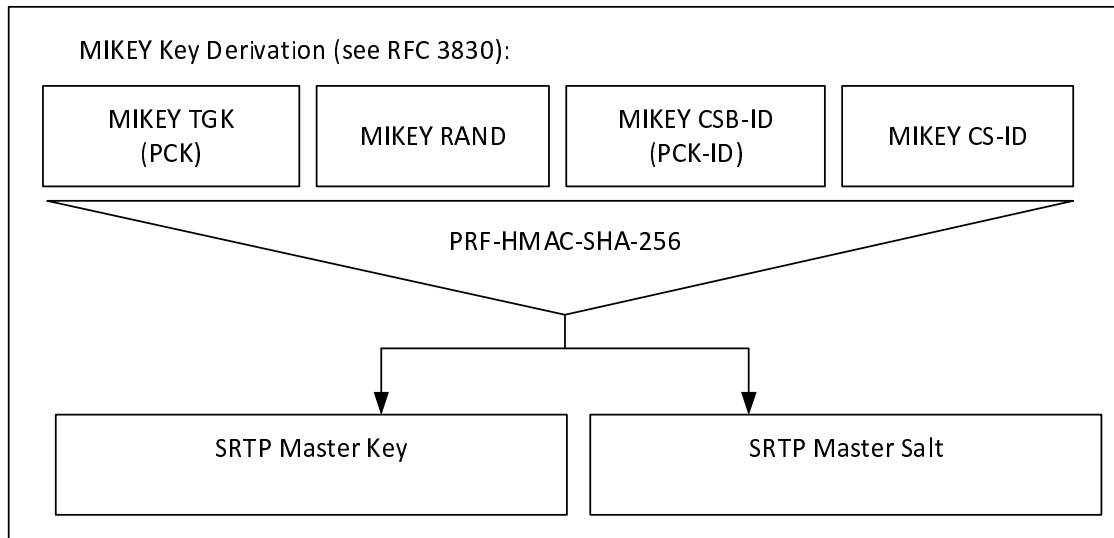 MIKEY Key Derivation (see RFC 3830):
MIKEY TGK
(PCK)
MIKEY RAND
MIKEY CSB-ID
(PCK-ID)
MIKEY CS-ID
PRF-HMAC-SHA-256
SRTP Master Key
SRTP Master Salt